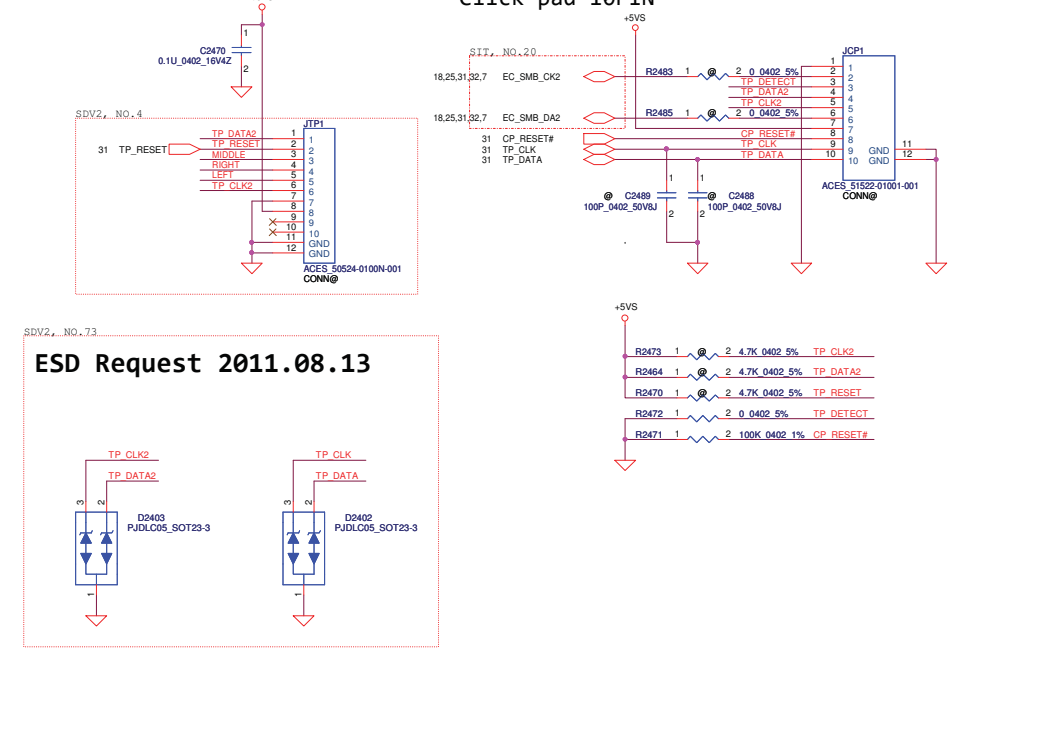 Click pad 10PIN
+5VS
1
C2470
0.1U_0402_16V4Z
2
SDV2, NO.4
JTP1
TP_DATA2 1 1
31 TP_RESET TP_RESET 2 2
MIDDLE 3 3
RIGHT 4 4
LEFT 5 5
TP_CLK2 6 6
7 7
8 8
9 9
10 10
11 GND
12 GND
ACES_50524-0100N-001
CONN@
SIT, NO.20
18,25,31,32,7 EC_SMB_CK2 R2483 1 @ 2 0_0402_5%
18,25,31,32,7 EC_SMB_DA2 R2485 1 @ 2 0_0402_5%
31 CP_RESET#
31 TP_CLK
31 TP_DATA
JCP1
1 1
2 2
TP_DETECT 3 3
TP_DATA2 4 4
TP_CLK2 5 5
6 6
7 7
CP_RESET# 8 8
TP_CLK 9 9 GND 11
TP_DATA 10 10 GND 12
ACES_51522-01001-001
CONN@
1 1
@ C2489 @ C2488
100P_0402_50V8J 100P_0402_50V8J
2 2
+5VS
R2473 1 @ 2 4.7K_0402_5% TP_CLK2
R2464 1 @ 2 4.7K_0402_5% TP_DATA2
R2470 1 @ 2 4.7K_0402_5% TP_RESET
R2472 1 2 0_0402_5% TP_DETECT
R2471 1 2 100K_0402_1% CP_RESET#
SDV2, NO.73
ESD Request 2011.08.13
TP_CLK2
TP_DATA2
3 2
D2403
PJDLC05_SOT23-3
1
TP_CLK
TP_DATA
3 2
D2402
PJDLC05_SOT23-3
1